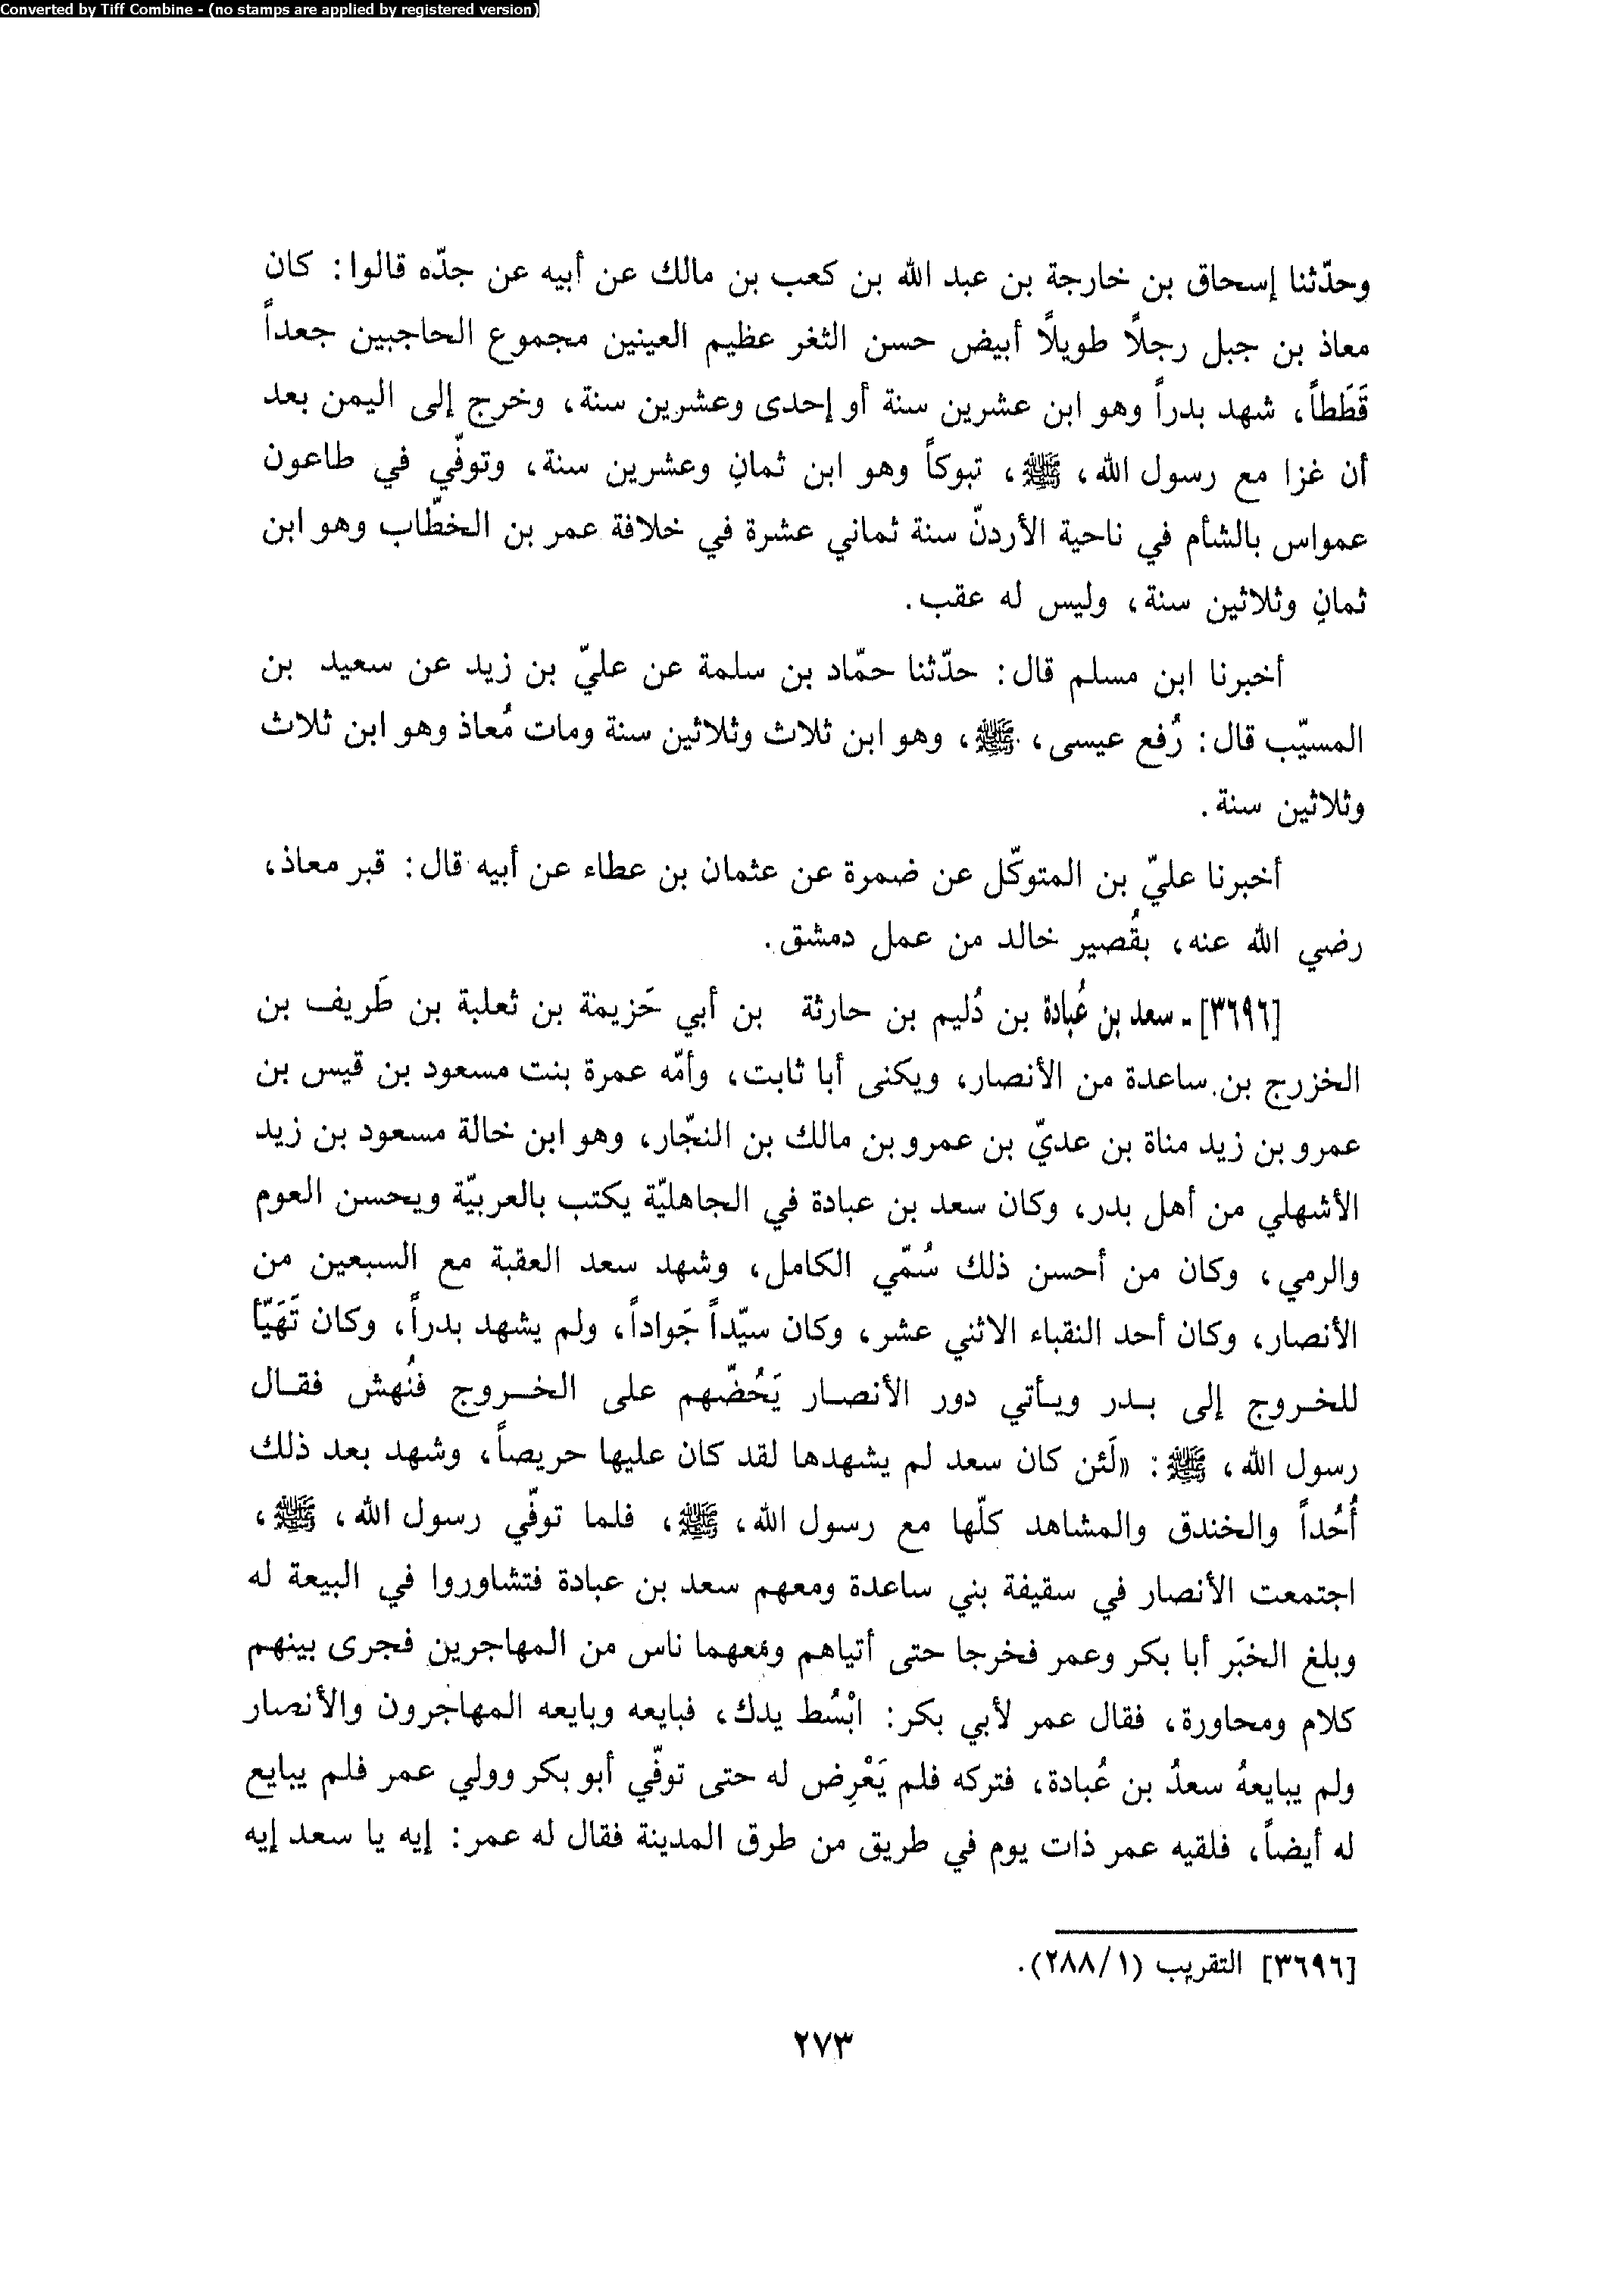 Converted by Tiff Combine - (no stamps are applied by registered version)
وحدّثنا إسحاق بن خارجة بن عبد الله بن كعب بن مالك عن أبيه عن جدّه قالوا: كان
معاذ بن جبل رجلًا طويلًا أبيض حسن الثغر عظيم العينين مجموع الحاجبين جعداً
قَطَطاً، شهد بدراً وهو ابن عشرين سنة أو إحدى وعشرين سنة، وخرج إلى اليمن بعد
أن غزا مع رسول الله، ﷺ، تبوكاً وهو ابن ثمانٍ وعشرين سنة، وتوفّي في طاعون
عمواس بالشأم في ناحية الأردنّ سنة ثماني عشرة في خلافة عمر بن الخطّاب وهو ابن
ثمانٍ وثلاثين سنة، وليس له عقب.
أخبرنا ابن مسلم قال: حدّثنا حمّاد بن سلمة عن عليّ بن زيد عن سعيد بن
المسيّب قال: رُفع عيسى، ﷺ، وهو ابن ثلاث وثلاثين سنة ومات مُعاذ وهو ابن ثلاث
وثلاثين سنة.
أخبرنا عليّ بن المتوكّل عن ضمرة عن عثمان بن عطاء عن أبيه قال: قبر معاذ،
رضي الله عنه، بقُصير خالد من عمل دمشق.
[٣٦٩٦] - سعد بن عُبادة بن دُليم بن حارثة بن أبي حَزيمة بن ثعلبة بن طَريف بن
الخزرج بن ساعدة من الأنصار، ويكنى أبا ثابت، وأمّه عمرة بنت مسعود بن قيس بن
عمرو بن زيد مناة بن عديّ بن عمرو بن مالك بن النجّار، وهو ابن خالة مسعود بن زيد
الأشهلي من أهل بدر، وكان سعد بن عبادة في الجاهليّة يكتب بالعربيّة ويحسن العوم
والرمي، وكان من أحسن ذلك سُمّي الكامل، وشهد سعد العقبة مع السبعين من
الأنصار، وكان أحد النقباء الاثني عشر، وكان سيّداً جَواداً، ولم يشهد بدراً، وكان تَهَيّأ
للخروج إلى بدر ويأتي دور الأنصار يَحُضّهم على الخروج فنُهش فقال
رسول الله، ﷺ: «لَئن كان سعد لم يشهدها لقد كان عليها حريصاً، وشهد بعد ذلك
أُحُداً والخندق والمشاهد كلّها مع رسول الله، ﷺ، فلما توفّي رسول الله، ﷺ،
اجتمعت الأنصار في سقيفة بني ساعدة ومعهم سعد بن عبادة فتشاوروا في البيعة له
وبلغ الخبَر أبا بكر وعمر فخرجا حتى أتياهم ومعهما ناس من المهاجرين فجرى بينهم
كلام ومحاورة، فقال عمر لأبي بكر: ابْسُط يدك، فبايعه وبايعه المهاجرون والأنصار
ولم يبايعهُ سعدُ بن عُبادة، فتركه فلم يَعْرِض له حتى توفّي أبو بكر وولي عمر فلم يبايع
له أيضاً، فلقيه عمر ذات يوم في طريق من طرق المدينة فقال له عمر: إيه يا سعد إيه
[٣٦٩٦] التقريب (٢٨٨/١).
٢٧٣